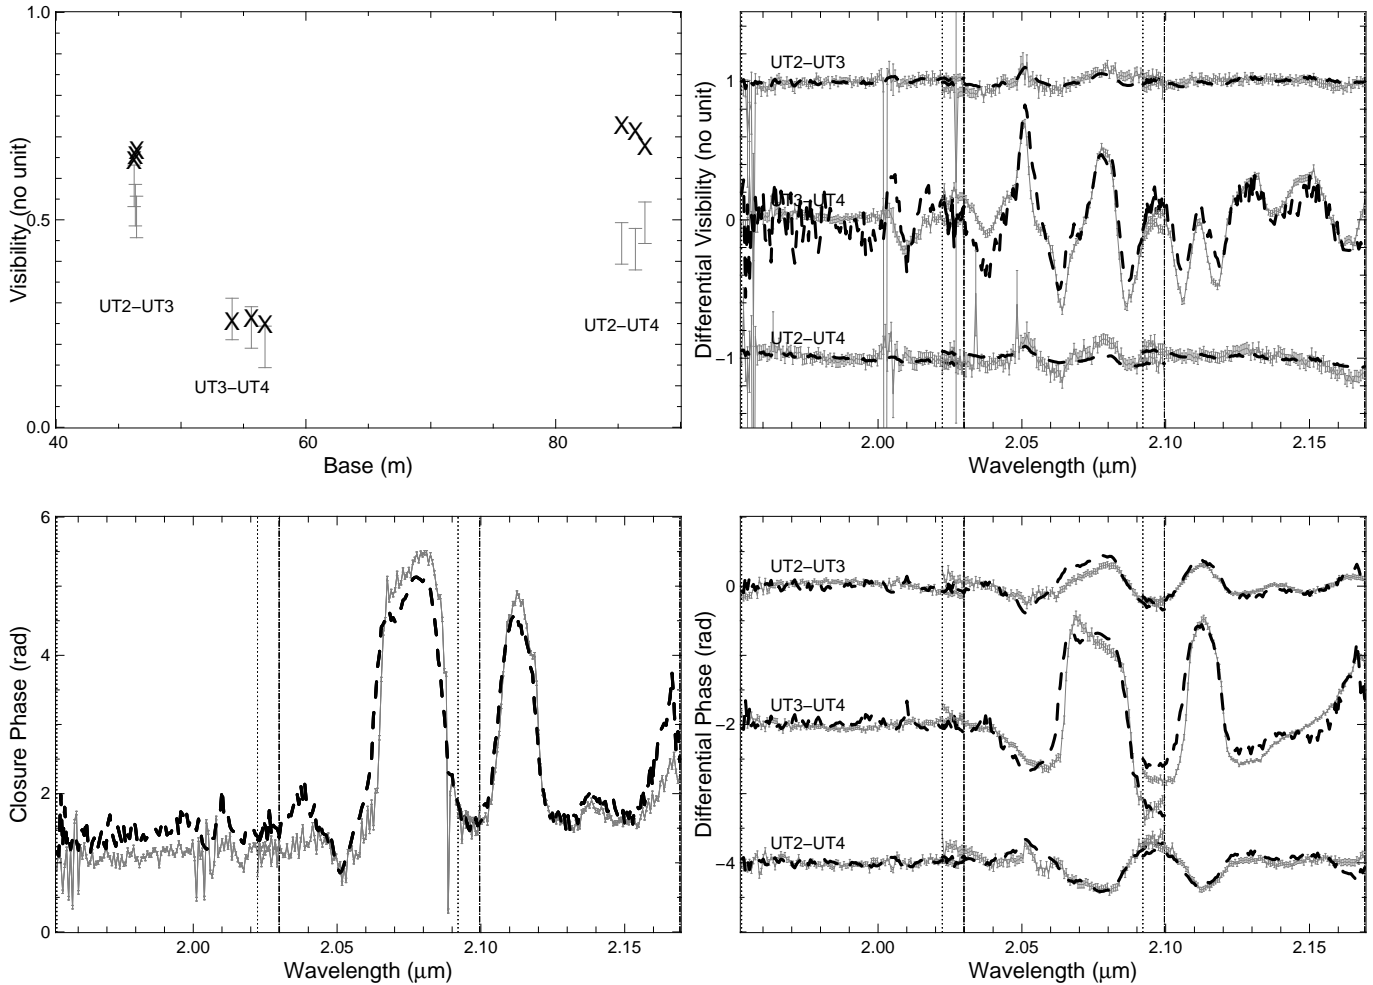 1.0
0.5
0.0
40
60
80
Visibility (no unit)
Base (m)
UT2–UT3
UT3–UT4
UT2–UT4
1
0
−1
2.00
2.05
2.10
2.15
Differential Visibility (no unit)
Wavelength (μm)
UT2–UT3
UT3–UT4
UT2–UT4
6
4
2
0
2.00
2.05
2.10
2.15
Closure Phase (rad)
Wavelength (μm)
0
−2
−4
2.00
2.05
2.10
2.15
Differential Phase (rad)
Wavelength (μm)
UT2–UT3
UT3–UT4
UT2–UT4